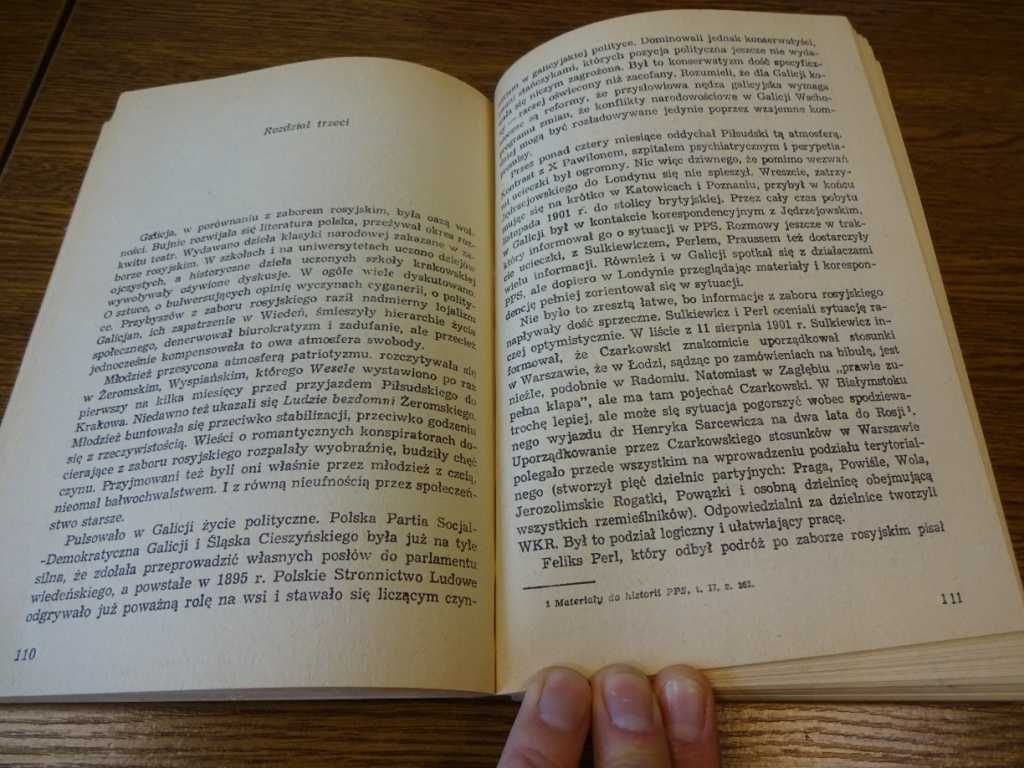 Rozdział trzeci
Galicja, w porównaniu z zaborem rosyjskim, była oazą wol-
ności. Bujnie rozwijała się literatura polska, przeżywał okres roz-
kwitu teatr. Wydawano dzieła klasyki narodowej zakazane w za-
borze rosyjskim. W szkołach i na uniwersytetach uczono dziejów
ojczystych, a historyczne dzieła uczonych szkoły krakowskiej
wywoływały ożywione dyskusje. W ogóle wiele dyskutowano.
O sztuce, o bulwersujących opinię wyczynach cyganerii, o polity-
ce. Przybyszów z zaboru rosyjskiego raził nadmierny lojalizm
Galicjan, ich zapatrzenie w Wiedeń, śmieszyły hierarchie życia
społecznego, denerwował biurokratyzm i zadufanie, ale przecież
jednocześnie kompensowała to owa atmosfera swobody.
Młodzież przesycona atmosferą patriotyzmu, rozczytywała się
w Żeromskim, Wyspiańskim, którego Wesele wystawiono po raz
pierwszy na kilka miesięcy przed przyjazdem Piłsudskiego do
Krakowa. Niedawno też ukazali się Ludzie bezdomni Żeromskiego.
Młodzież buntowała się przeciwko stabilizacji, przeciwko godzeniu
się z rzeczywistością. Wieści o romantycznych konspiratorach do-
cierające z zaboru rosyjskiego rozpalały wyobraźnię, budziły chęć
czynu. Przyjmowani też byli oni właśnie przez młodzież z czcią,
nieomal bałwochwalstwem. I z równą nieufnością przez społeczeń-
stwo starsze.
Pulsowało w Galicji życie polityczne. Polska Partia Socjal-
-Demokratyczna Galicji i Śląska Cieszyńskiego była już na tyle
silna, że zdołała przeprowadzić własnych posłów do parlamentu
wiedeńskiego, a powstałe w 1895 r. Polskie Stronnictwo Ludowe
odgrywało już poważną rolę na wsi i stawało się liczącym czyn-
110
w galicyjskiej polityce. Dominowali jednak konserwatyści,
stańczykami, których pozycja polityczna jeszcze nie wyda-
się niczym zagrożona. Był to konserwatyzm dość specyficz-
— raczej oświecony niż zacofany. Rozumieli, że dla Galicji ko-
są reformy, że przysłowiowa nędza galicyjska wymaga
programu zmian, że konflikty narodowościowe w Galicji Wscho-
dniej mogą być rozładowywane jedynie poprzez wzajemne kom-
promisy.
Przez ponad cztery miesiące oddychał Piłsudski tą atmosferą.
Kontrast z X Pawilonem, szpitalem psychiatrycznym i perypetia-
mi ucieczki był ogromny. Nic więc dziwnego, że pomimo wezwań
Jędrzejowskiego do Londynu się nie spieszył. Wreszcie, zatrzy-
mując się na krótko w Katowicach i Poznaniu, przybył w końcu
listopada 1901 r. do stolicy brytyjskiej. Przez cały czas pobytu
Galicji był w kontakcie korespondencyjnym z Jędrzejowskim,
który informował go o sytuacji w PPS. Rozmowy jeszcze w trak-
cie ucieczki, z Sulkiewiczem, Perlem, Praussem też dostarczyły
wielu informacji. Również i w Galicji spotkał się z działaczami
PPS, ale dopiero w Londynie przeglądając materiały i korespon-
dencję pełniej zorientował się w sytuacji.
Nie było to zresztą łatwe, bo informacje z zaboru rosyjskiego
napływały dość sprzeczne. Sulkiewicz i Perl oceniali sytuację ra-
czej optymistycznie. W liście z 11 sierpnia 1901 r. Sulkiewicz in-
formował, że Czarkowski znakomicie uporządkował stosunki
w Warszawie, że w Łodzi, sądząc po zamówieniach na bibułę, jest
nieźle, podobnie w Radomiu. Natomiast w Zagłębiu „prawie zu-
pełna klapa”, ale ma tam pojechać Czarkowski. W Białymstoku
trochę lepiej, ale może się sytuacja pogorszyć wobec spodziewa-
nego wyjazdu dr Henryka Sarcewicza na dwa lata do Rosji¹.
Uporządkowanie przez Czarkowskiego stosunków w Warszawie
polegało przede wszystkim na wprowadzeniu podziału terytorial-
nego (stworzył pięć dzielnic partyjnych: Praga, Powiśle, Wola,
Jerozolimskie Rogatki, Powązki i osobną dzielnicę obejmującą
wszystkich rzemieślników). Odpowiedzialni za dzielnice tworzyli
WKR. Był to podział logiczny i ułatwiający pracę.
Feliks Perl, który odbył podróż po zaborze rosyjskim pisał
1 Materiały do historii PPS, t. 17, s. 262.
111